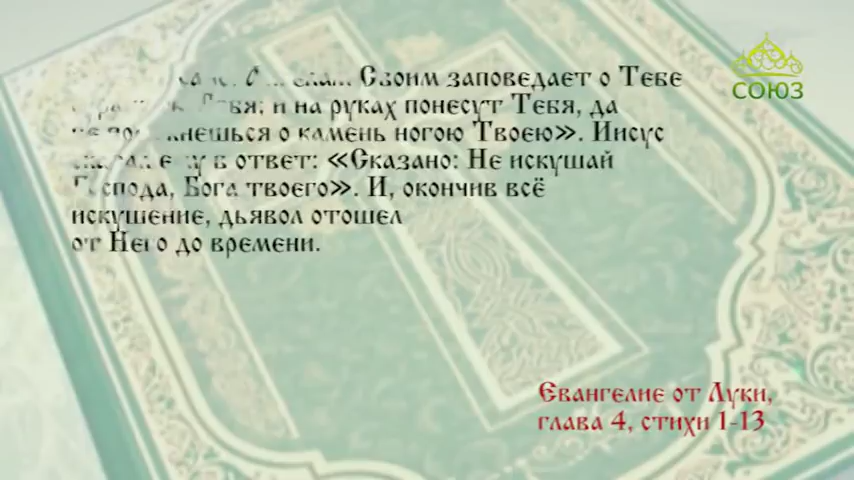 Своим заповедает о Тебе
и на руках понесут Тебя, да
о камень ногою Твоею». Иисус
в ответ: «Сказано: Не искушай
Господа, Бога твоего». И, окончив всё
искушение, дьявол отошел
от Него до времени.
СОЮЗ
Евангелие от Луки,
глава 4, стихи 1-13